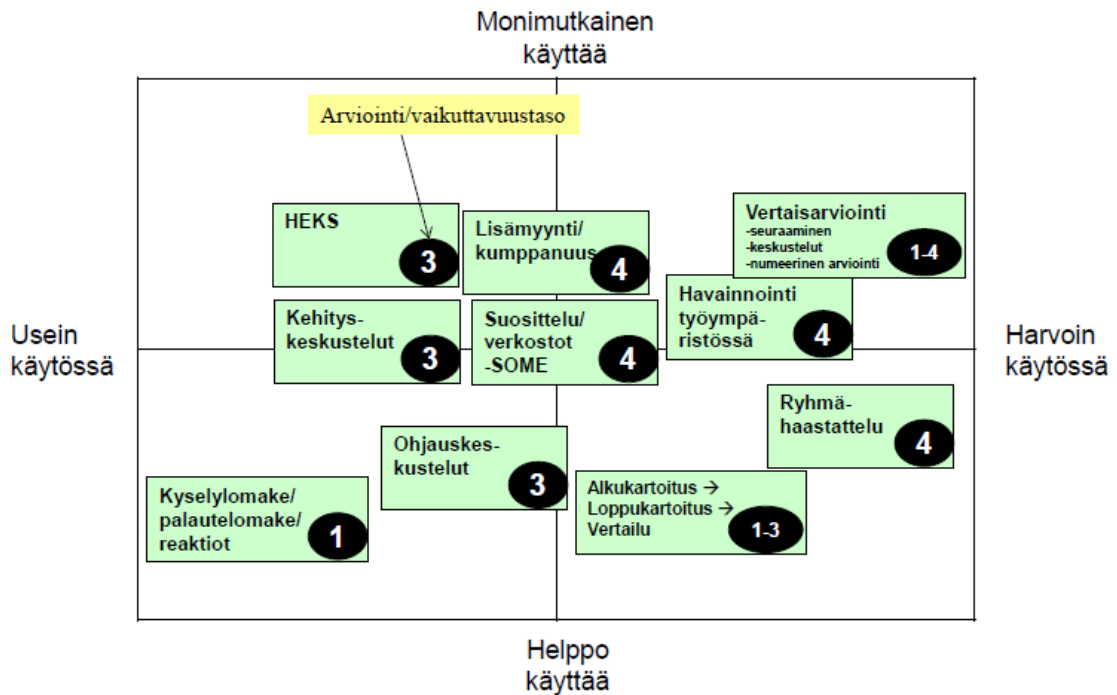 Monimutkainen
käyttää
Arviointi/vaikuttavuustaso
HEKS
3
Lisämyynti/
kumppanuus
4
Vertaisarviointi
-seuraaminen
-keskustelut
-numeerinen arviointi
1-4
Usein
käytössä
Kehitys-
keskustelut
3
Suosittelu/
verkostot
-SOME
4
Havainnointi
työympä-
ristössä
4
Harvoin
käytössä
Ryhmä-
haastattelu
4
Ohjauskes-
kustelut
3
Kyselylomake/
palautelomake/
reaktiot
1
Alkukartoitus →
Loppukartoitus →
Vertailu
1-3
Helppo
käyttää